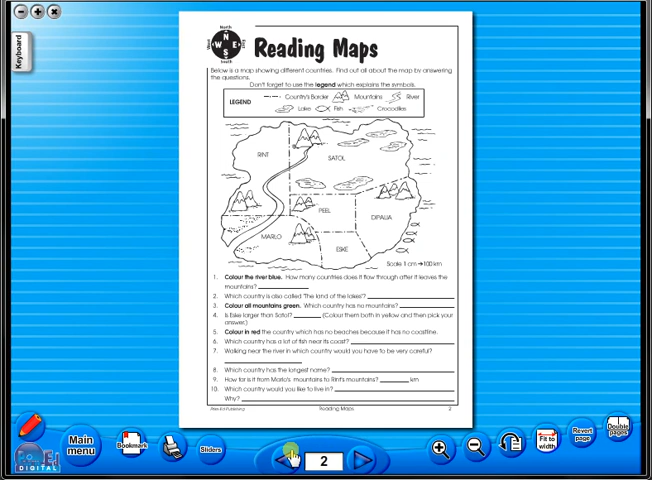 Keyboard
North
N
W E
S
West
South
Reading Maps
Below is a map showing different countries. Find out all about the map by answering
the questions.
Don't forget to use the legend which explains the symbols.
LEGEND
Country's Border
Mountains
River
Lake
Fish
Crocodiles
RINT
SATOL
PEEL
DIPALIA
MARLO
ESKE
Scale 1 cm → 100 km
1. Colour the river blue. How many countries does it flow through after it leaves the
mountains?
2. Which country is also called 'The land of the lakes'?
3. Colour all mountains green. Which country has no mountains?
4. Is Eske larger than Satol? (Colour them both in yellow and then pick your
answer.)
5. Colour in red the country which has no beaches because it has no coastline.
6. Which country has a lot of fish near its coast?
7. Walking near the river in which country would you have to be very careful?
8. Which country has the longest name?
9. How far is it from Marlo's mountains to Rint's mountains? km
10. Which country would you like to live in?
Why?
Prim-Ed Publishing
Reading Maps
2
Main
menu
Bookmark
Sliders
2
Fit to
width
Revert
page
Double
pages
DIGITAL